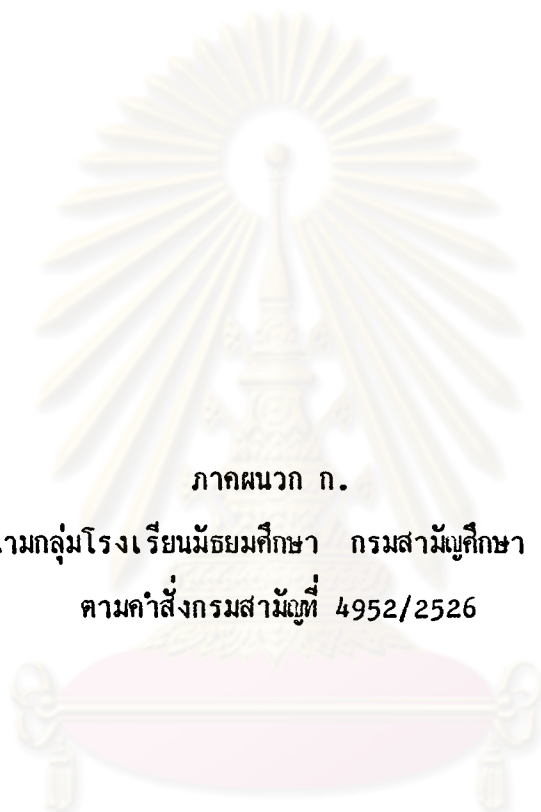 ภาคผนวก ก.
นามกลุ่มโรงเรียนมัธยมศึกษา กรมสามัญศึกษา
ตามคำสั่งกรมสามัญที่ 4952/2526